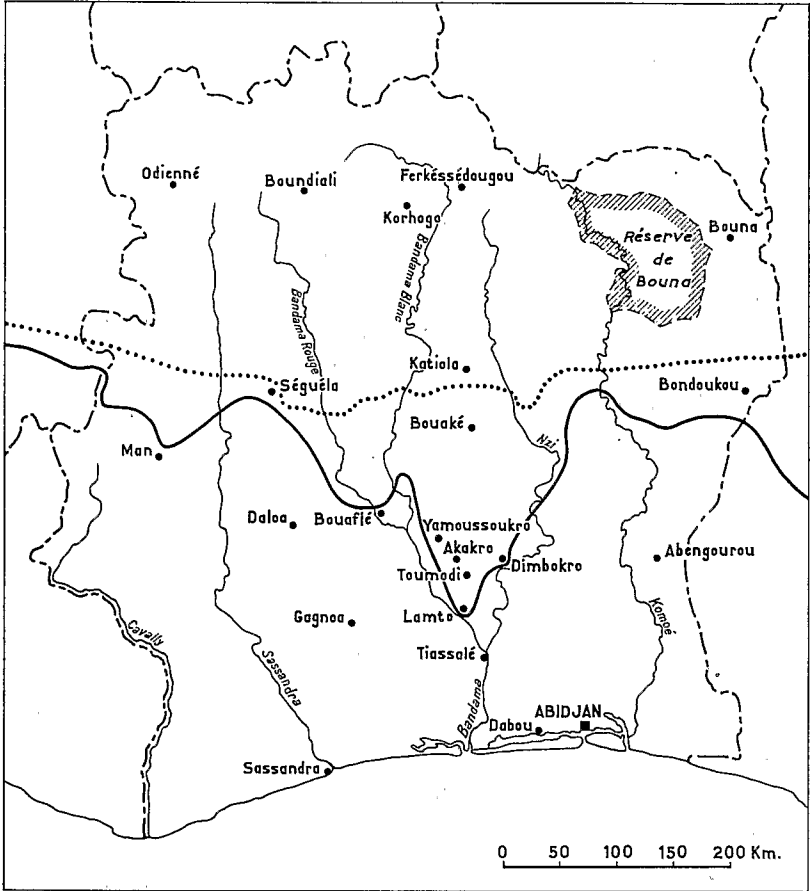 Odienné
Boundiali
Ferkéssédougou
Korhogo
Bouna
Réserve
de
Bouna
Bandama Blanc
Bandama Rouge
Katiola
Séguéla
Bondoukou
Bouaké
Nzi
Man
Daloa
Bouaflé
Yamoussoukro
Akakro
Dimbokro
Abengourou
Toumodi
Lamto
Gagnoa
Komoé
Cavally
Sassandra
Tiassalé
Bandama
Dabou
ABIDJAN
Sassandra
0 50 100 150 200 Km.